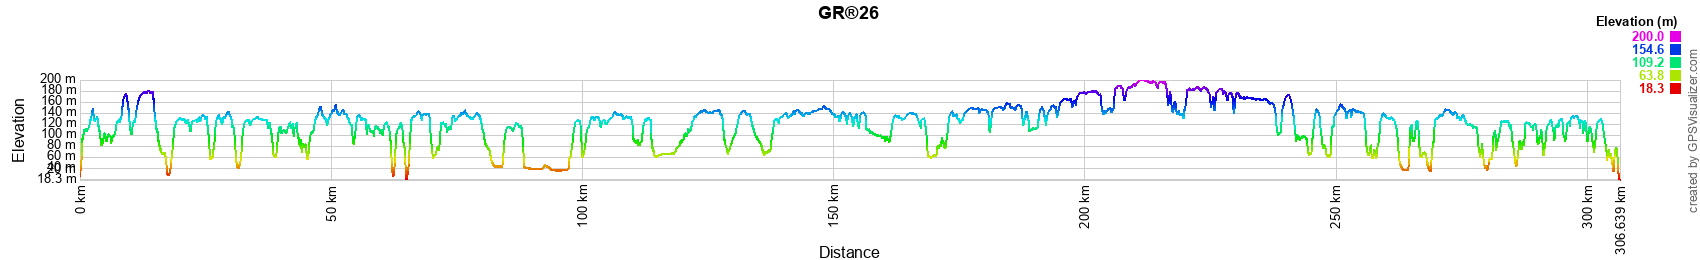 GR®26
Elevation (m)
200.0
154.6
109.2
63.8
18.3
Elevation
200 m
180 m
160 m
140 m
120 m
100 m
80 m
60 m
40 m
18.3 m
0 km
50 km
100 km
150 km
200 km
250 km
300 km
306.639 km
Distance
created by GPSVisualizer.com